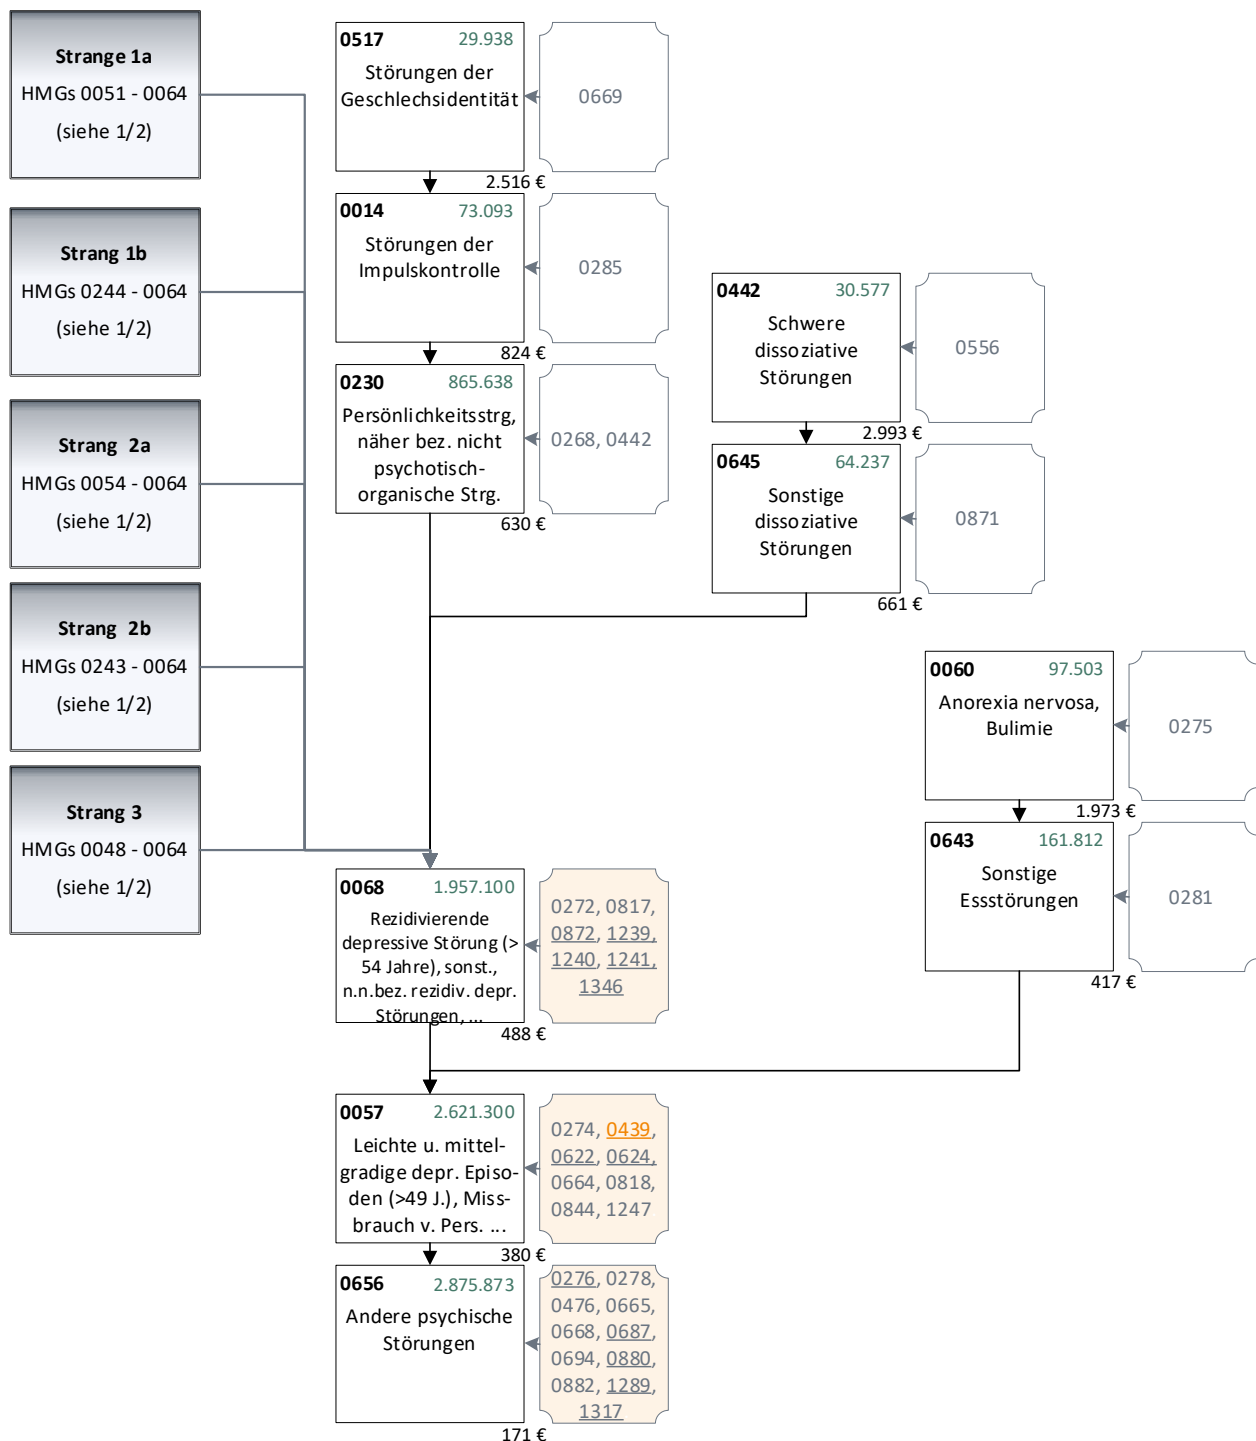 Strange 1a
HMGs 0051 - 0064
(siehe 1/2)
Strang 1b
HMGs 0244 - 0064
(siehe 1/2)
Strang 2a
HMGs 0054 - 0064
(siehe 1/2)
Strang 2b
HMGs 0243 - 0064
(siehe 1/2)
Strang 3
HMGs 0048 - 0064
(siehe 1/2)
0517 29.938
Störungen der
Geschlechsidentität
0669
2.516 €
0014 73.093
Störungen der
Impulskontrolle
0285
824 €
0230 865.638
Persönlichkeitsstrg,
näher bez. nicht
psychotisch-
organische Strg.
0268, 0442
630 €
0442 30.577
Schwere
dissoziative
Störungen
0556
2.993 €
0645 64.237
Sonstige
dissoziative
Störungen
0871
661 €
0060 97.503
Anorexia nervosa,
Bulimie
0275
1.973 €
0643 161.812
Sonstige
Essstörungen
0281
417 €
0068 1.957.100
Rezidivierende
depressive Störung (>
54 Jahre), sonst.,
n.n.bez. rezidiv. depr.
Störungen, ...
0272, 0817,
0872, 1239,
1240, 1241,
1346
488 €
0057 2.621.300
Leichte u. mittel-
gradige depr. Episo-
den (>49 J.), Miss-
brauch v. Pers. ...
0274, 0439,
0622, 0624,
0664, 0818,
0844, 1247
380 €
0656 2.875.873
Andere psychische
Störungen
0276, 0278,
0476, 0665,
0668, 0687,
0694, 0880,
0882, 1289,
1317
171 €